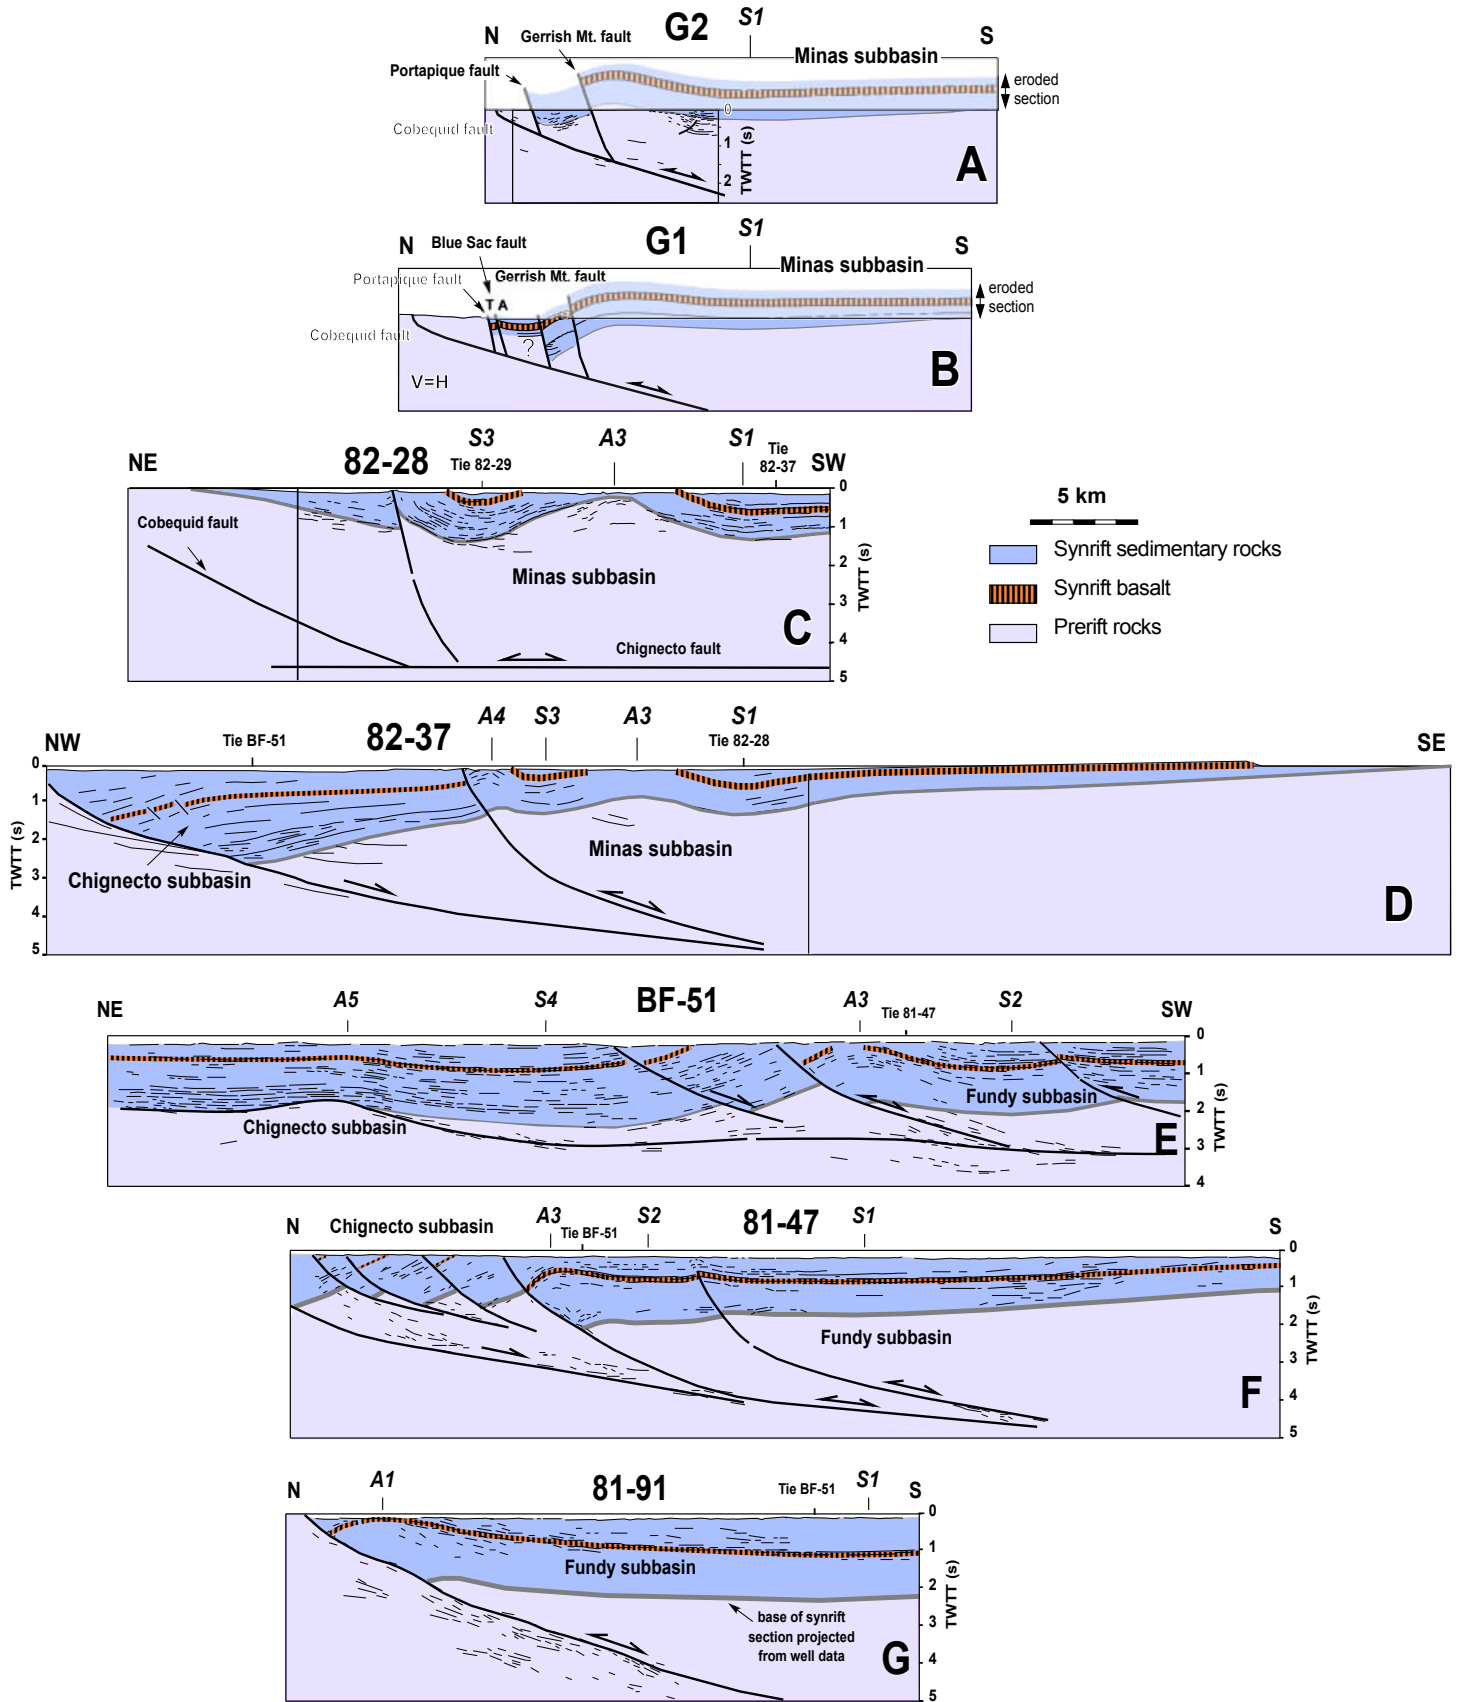 G2
S1
N
S
Gerrish Mt. fault
Minas subbasin
Portapique fault
eroded
section
0
Cobequid fault
1
2
TWTT (s)
A
G1
S1
N
S
Blue Sac fault
Minas subbasin
Portapique fault
Gerrish Mt. fault
T A
eroded
section
Cobequid fault
?
V=H
B
NE
82-28
S3
Tie 82-29
A3
S1
Tie
82-37
SW
0
Cobequid fault
1
2
Minas subbasin
3
4
5
TWTT (s)
Chignecto fault
C
5 km
Synrift sedimentary rocks
Synrift basalt
Prerift rocks
NW
Tie BF-51
82-37
A4
S3
A3
S1
Tie 82-28
SE
0
1
2
3
4
5
TWTT (s)
Minas subbasin
Chignecto subbasin
D
NE
A5
S4
BF-51
A3
Tie 81-47
S2
SW
0
1
2
3
4
TWTT (s)
Fundy subbasin
Chignecto subbasin
E
N
Chignecto subbasin
A3
Tie BF-51
S2
81-47
S1
S
0
1
2
3
4
5
TWTT (s)
Fundy subbasin
F
N
A1
81-91
Tie BF-51
S1
S
0
1
2
3
4
5
TWTT (s)
Fundy subbasin
base of synrift
section projected
from well data
G